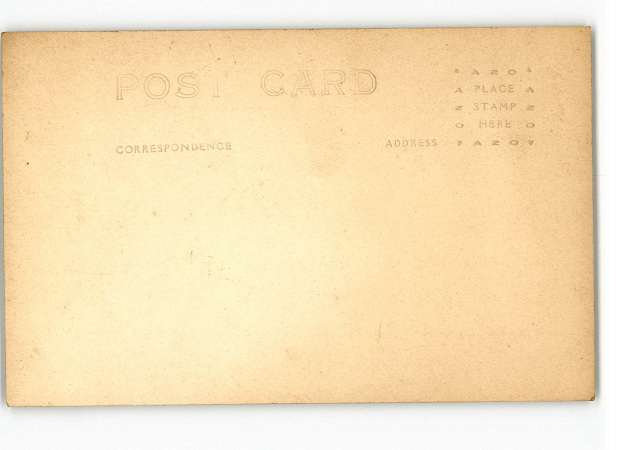 POST CARD
CORRESPONDENCE
ADDRESS
AZO
A PLACE A
Z STAMP Z
O HERE O
AZO